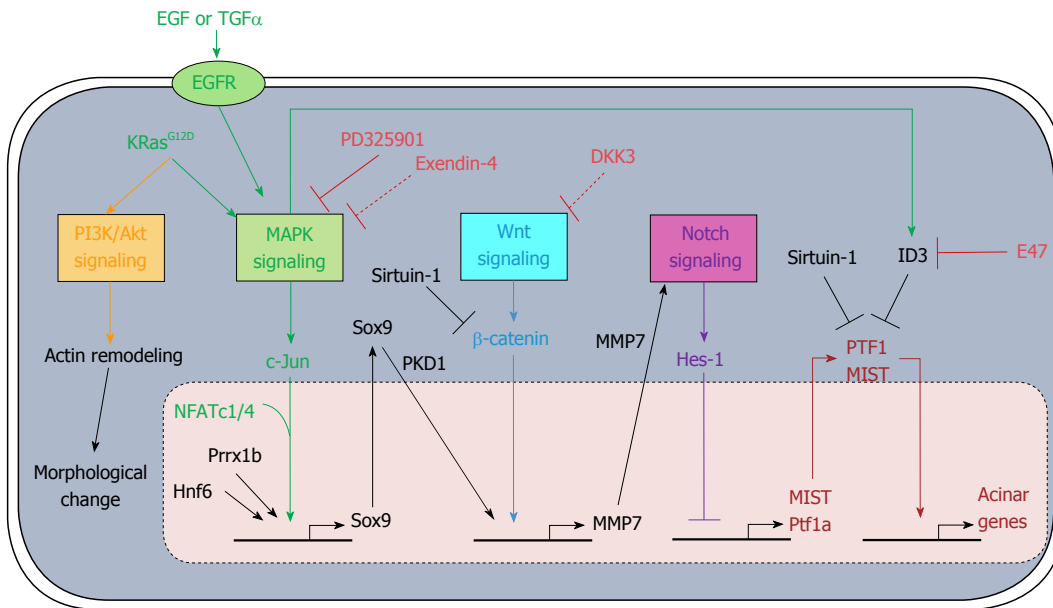 EGF or TGFα
EGFR
KRasG12D
PD325901
Exendin-4
DKK3
PI3K/Akt
signaling
MAPK
signaling
Wnt
signaling
Notch
signaling
Sirtuin-1
ID3
E47
Sirtuin-1
Sox9
β-catenin
MMP7
Actin remodeling
c-Jun
PKD1
Hes-1
PTF1
MIST
NFATc1/4
Prrx1b
Morphological
change
Hnf6
Sox9
MMP7
MIST
Ptf1a
Acinar
genes